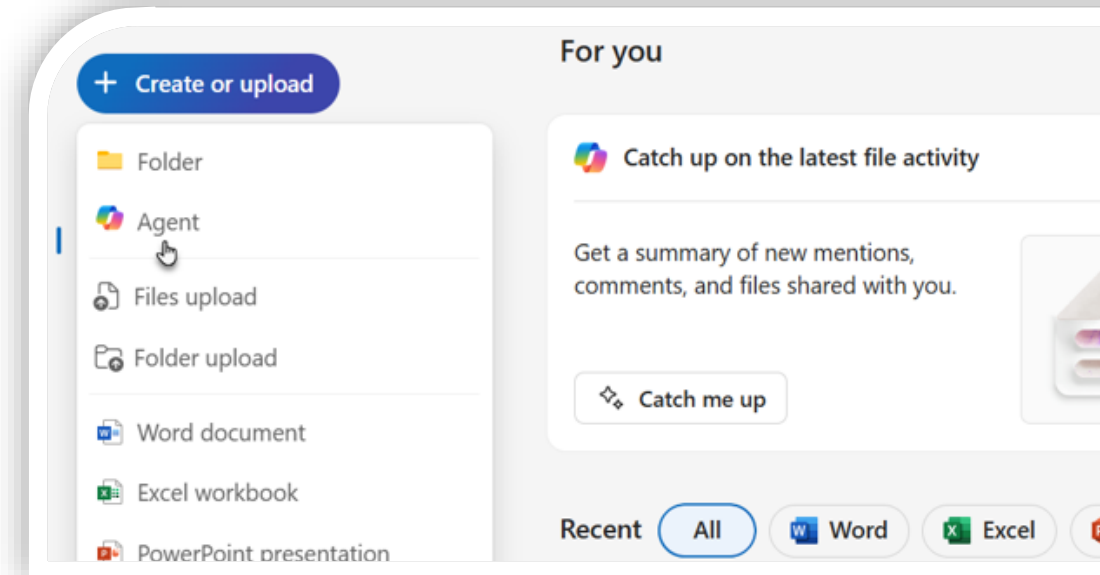 + Create or upload
Folder
Agent
Files upload
Folder upload
Word document
Excel workbook
PowerPoint presentation
For you
Catch up on the latest file activity
Get a summary of new mentions,
comments, and files shared with you.
Catch me up
Recent All Word Excel